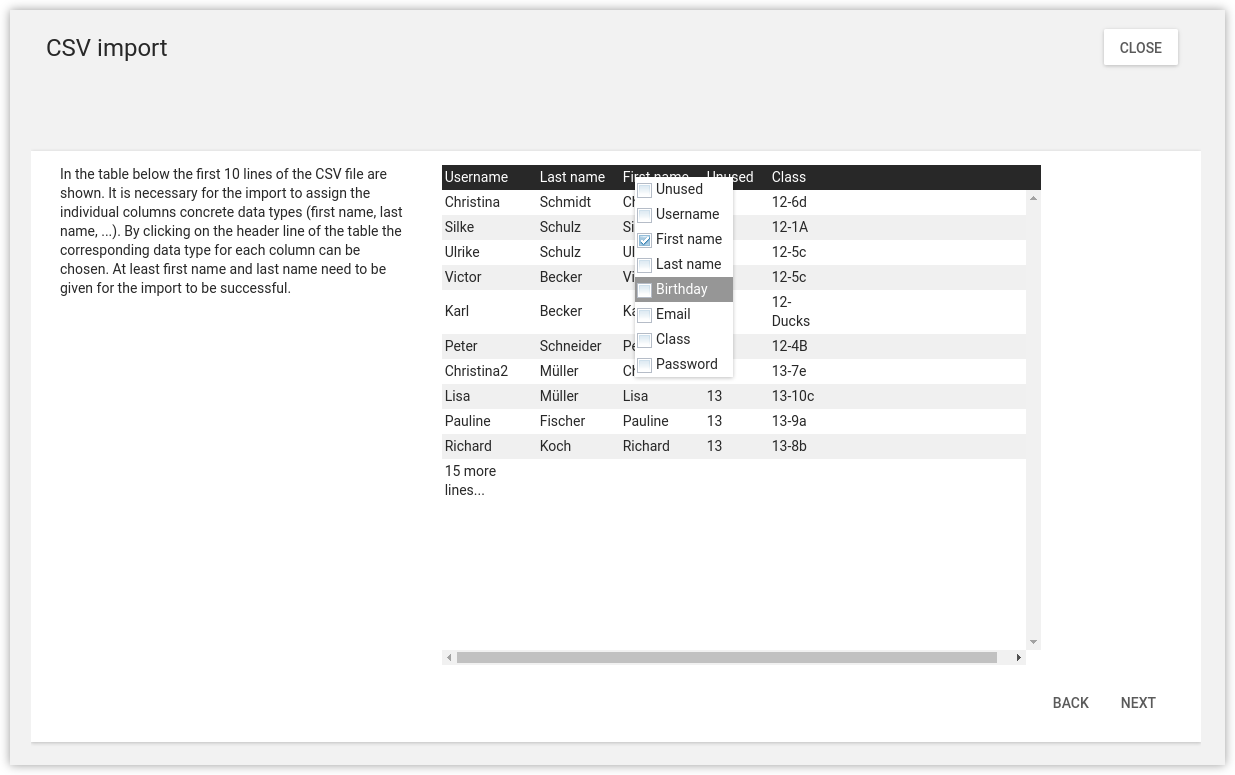 CSV import
CLOSE
In the table below the first 10 lines of the CSV file are
shown. It is necessary for the import to assign the
individual columns concrete data types (first name, last
name, ...). By clicking on the header line of the table the
corresponding data type for each column can be
chosen. At least first name and last name need to be
given for the import to be successful.
Username Last name First name Unused Class
Unused
Username
First name
Last name
Birthday
Email
Class
Password
Christina Schmidt 12-6d
Silke Schulz 12-1A
Ulrike Schulz 12-5c
Victor Becker 12-5c
Karl Becker 12-
Ducks
Peter Schneider 12-4B
Christina2 Müller 13-7e
Lisa Müller Lisa 13 13-10c
Pauline Fischer Pauline 13 13-9a
Richard Koch Richard 13 13-8b
15 more
lines...
BACK NEXT